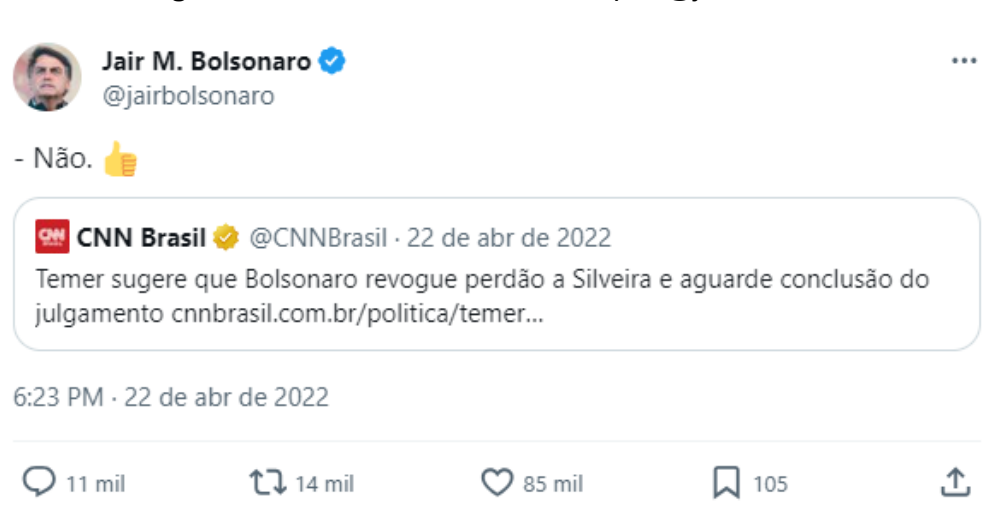 Jair M. Bolsonaro
@jairbolsonaro
- Não. 👍
CNN Brasil @CNNBrasil · 22 de abr de 2022
Temer sugere que Bolsonaro revogue perdão a Silveira e aguarde conclusão do
julgamento cnnbrasil.com.br/politica/temer...
6:23 PM · 22 de abr de 2022
11 mil 14 mil 85 mil 105